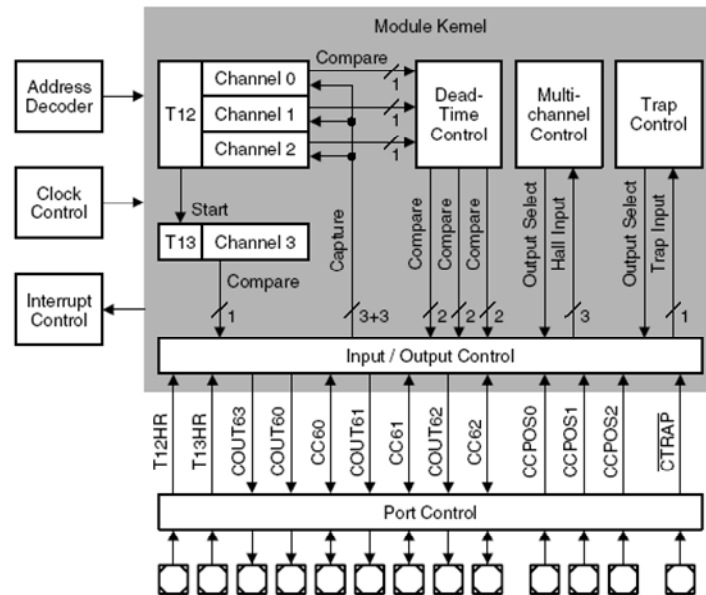 Module Kernel
Address
Decoder
Clock
Control
Interrupt
Control
T12
Channel 0
Channel 1
Channel 2
Compare
1
1
1
Dead-
Time
Control
Multi-
channel
Control
Trap
Control
Start
T13
Channel 3
Compare
1
Capture
3+3
Compare
Compare
Compare
2
2
2
Output Select
Hall Input
3
Output Select
Trap Input
1
Input / Output Control
T12HR
T13HR
COUT63
COUT60
CC60
COUT61
CC61
COUT62
CC62
CCPOS0
CCPOS1
CCPOS2
CTRAP
Port Control